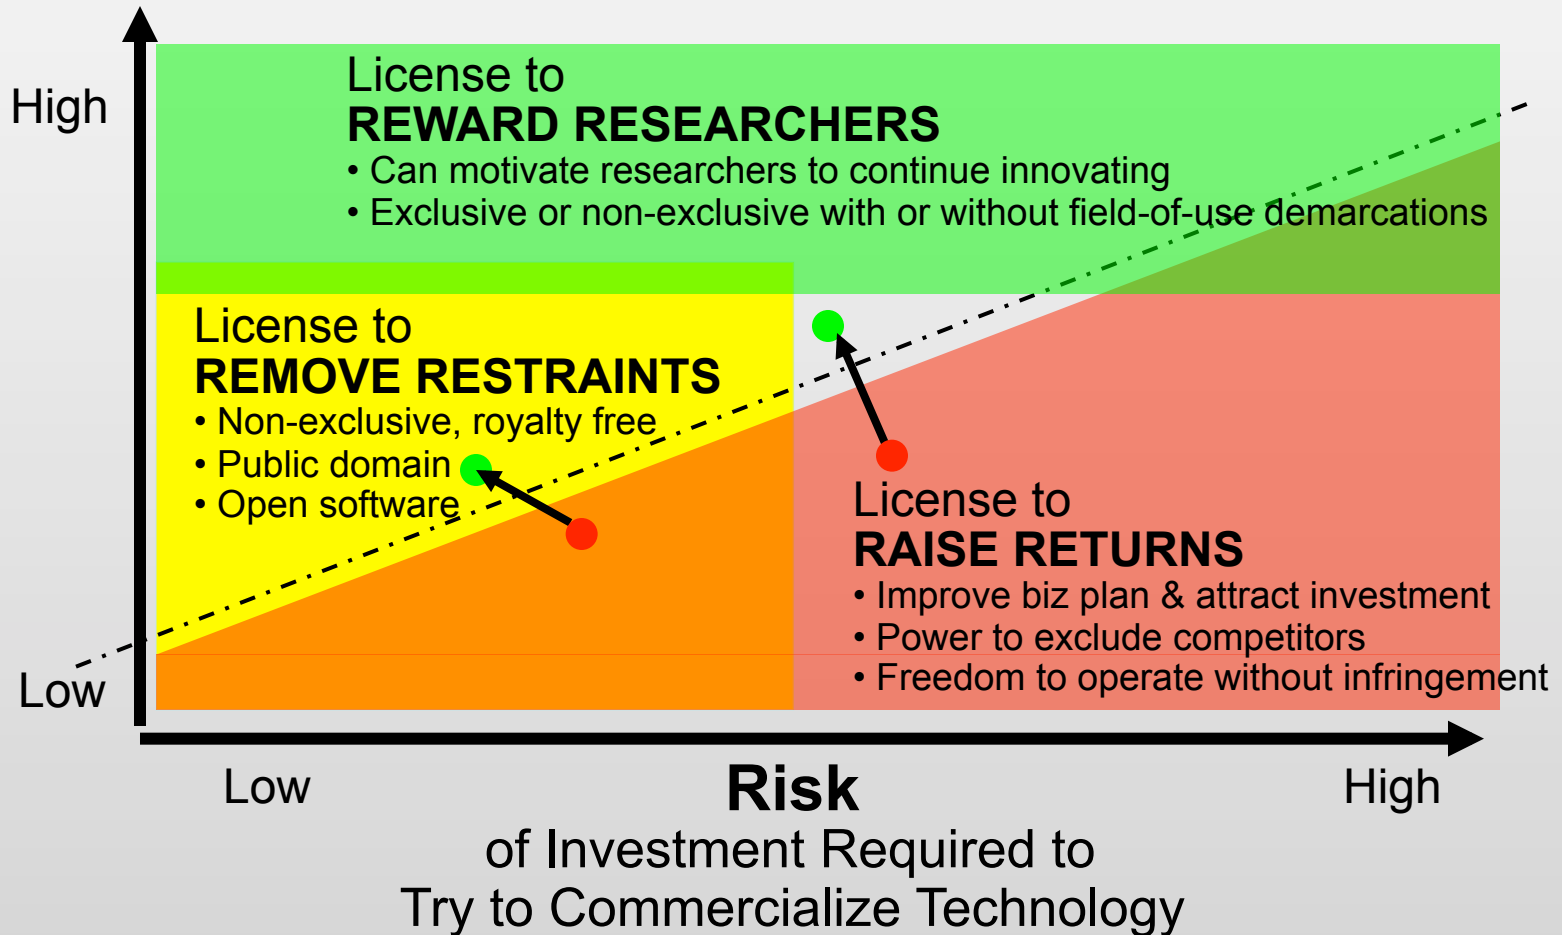 High
License to
REWARD RESEARCHERS
• Can motivate researchers to continue innovating
• Exclusive or non-exclusive with or without field-of-use demarcations
License to
REMOVE RESTRAINTS
• Non-exclusive, royalty free
• Public domain
• Open software
License to
RAISE RETURNS
• Improve biz plan & attract investment
• Power to exclude competitors
• Freedom to operate without infringement
Low
Low
Risk
High
of Investment Required to
Try to Commercialize Technology